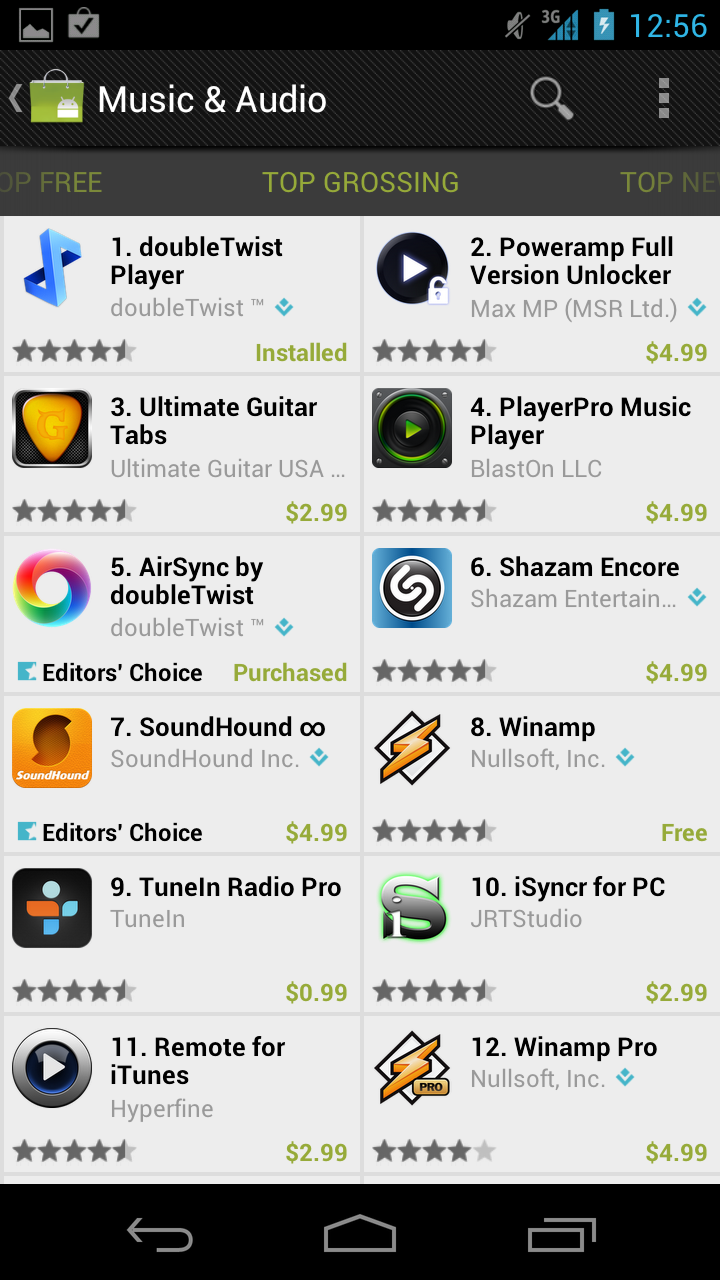 3G 12:56
Music & Audio
OP FREE TOP GROSSING TOP NE
1. doubleTwist
Player
doubleTwist ™
Installed
2. Poweramp Full
Version Unlocker
Max MP (MSR Ltd.)
$4.99
3. Ultimate Guitar
Tabs
Ultimate Guitar USA ...
$2.99
4. PlayerPro Music
Player
BlastOn LLC
$4.99
5. AirSync by
doubleTwist
doubleTwist ™
Editors' Choice Purchased
6. Shazam Encore
Shazam Entertain...
$4.99
SoundHound
7. SoundHound ∞
SoundHound Inc.
Editors' Choice $4.99
8. Winamp
Nullsoft, Inc.
Free
9. TuneIn Radio Pro
TuneIn
$0.99
10. iSyncr for PC
JRTStudio
$2.99
11. Remote for
iTunes
Hyperfine
$2.99
PRO
12. Winamp Pro
Nullsoft, Inc.
$4.99